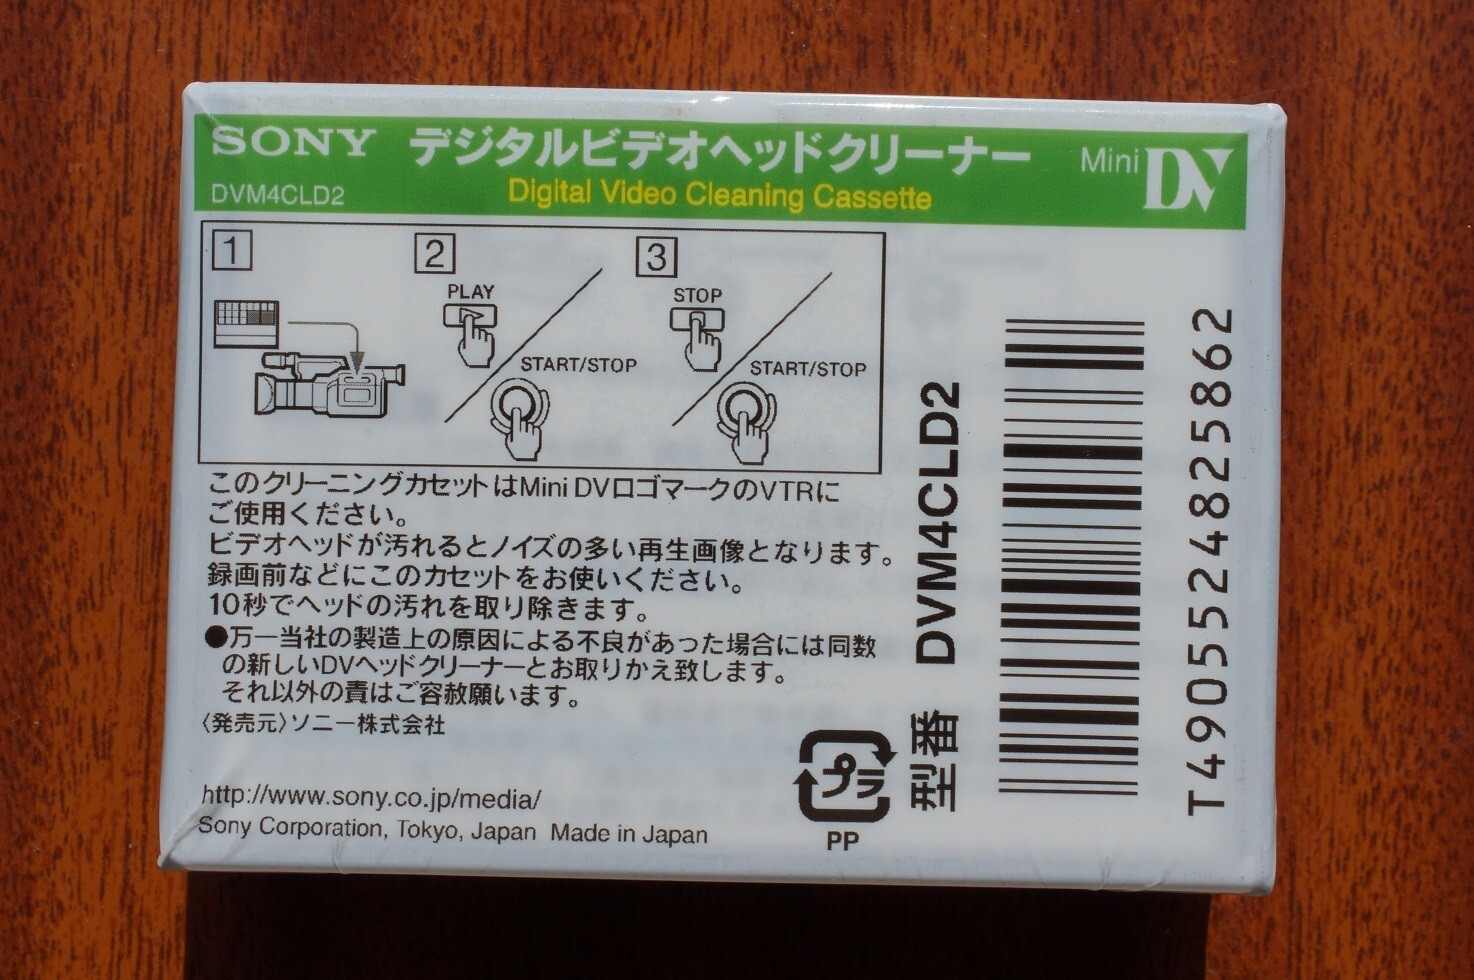 SONY デジタルビデオヘッドクリーナー Mini DV
DVM4CLD2 Digital Video Cleaning Cassette
1 2 3
PLAY STOP
START/STOP START/STOP
このクリーニングカセットはMini DVロゴマークのVTRに
ご使用ください。
ビデオヘッドが汚れるとノイズの多い再生画像となります。
録画前などにこのカセットをお使いください。
10秒でヘッドの汚れを取り除きます。
●万一当社の製造上の原因による不良があった場合には同数
の新しいDVヘッドクリーナーとお取りかえ致します。
それ以外の責はご容赦願います。
〈発売元〉ソニー株式会社
http://www.sony.co.jp/media/
Sony Corporation, Tokyo, Japan Made in Japan
プラ
PP
型番 DVM4CLD2
T4905524825862